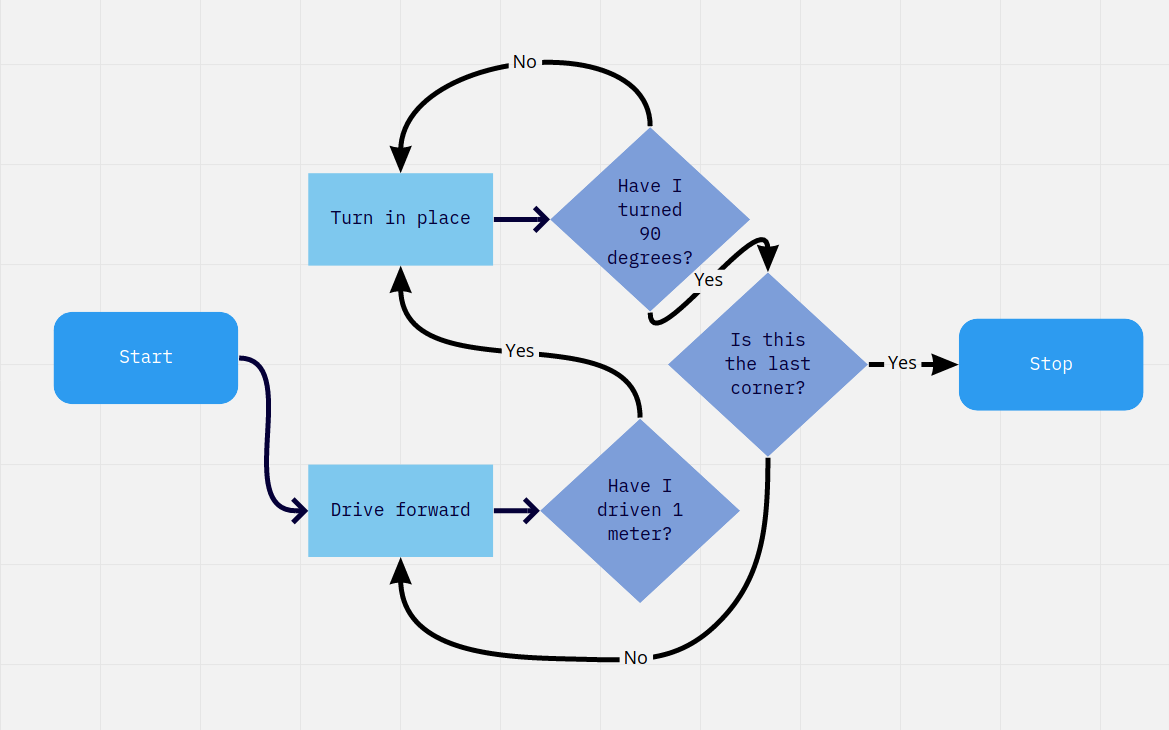 No
Turn in place
Have I
turned
90
degrees?
Yes
Start
Yes
Is this
the last
corner?
Yes
Stop
Drive forward
Have I
driven 1
meter?
No